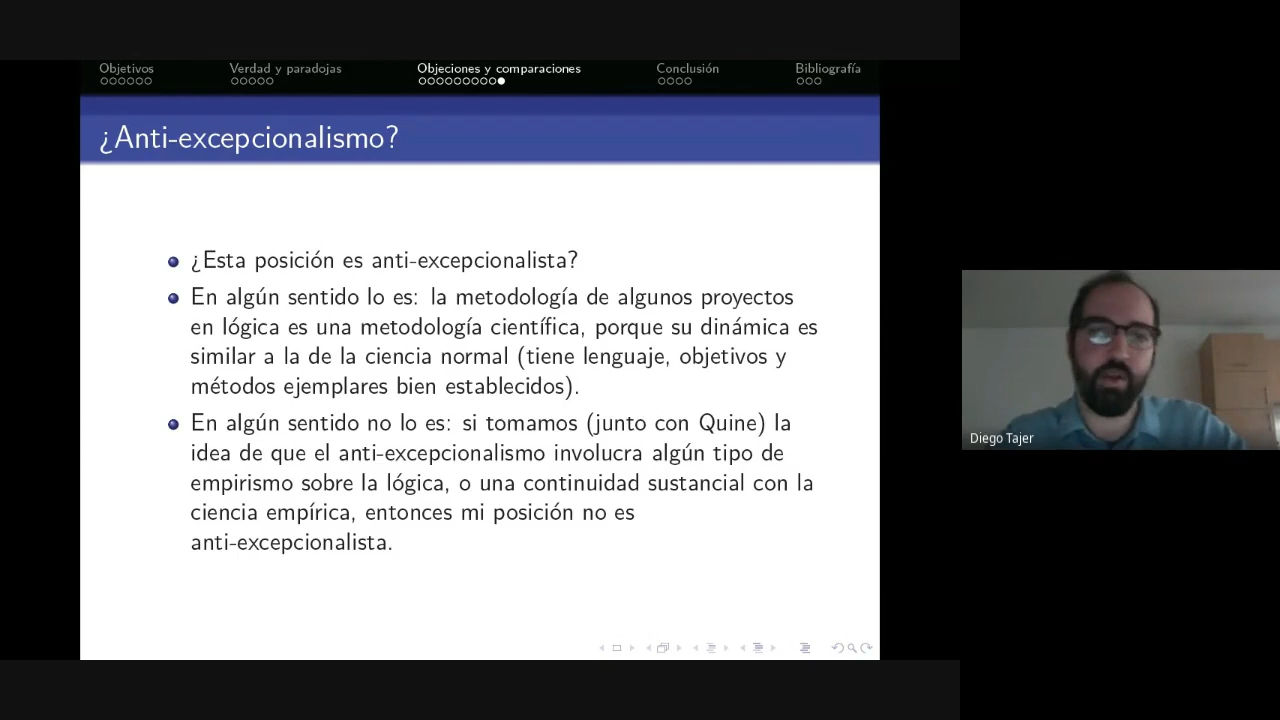 Objetivos
Verdad y paradojas
Objeciones y comparaciones
Conclusión
Bibliografía
¿Anti-excepcionalismo?
¿Esta posición es anti-excepcionalista?
En algún sentido lo es: la metodología de algunos proyectos
en lógica es una metodología científica, porque su dinámica es
similar a la de la ciencia normal (tiene lenguaje, objetivos y
métodos ejemplares bien establecidos).
En algún sentido no lo es: si tomamos (junto con Quine) la
idea de que el anti-excepcionalismo involucra algún tipo de
empirismo sobre la lógica, o una continuidad sustancial con la
ciencia empírica, entonces mi posición no es
anti-excepcionalista.
Diego Tajer